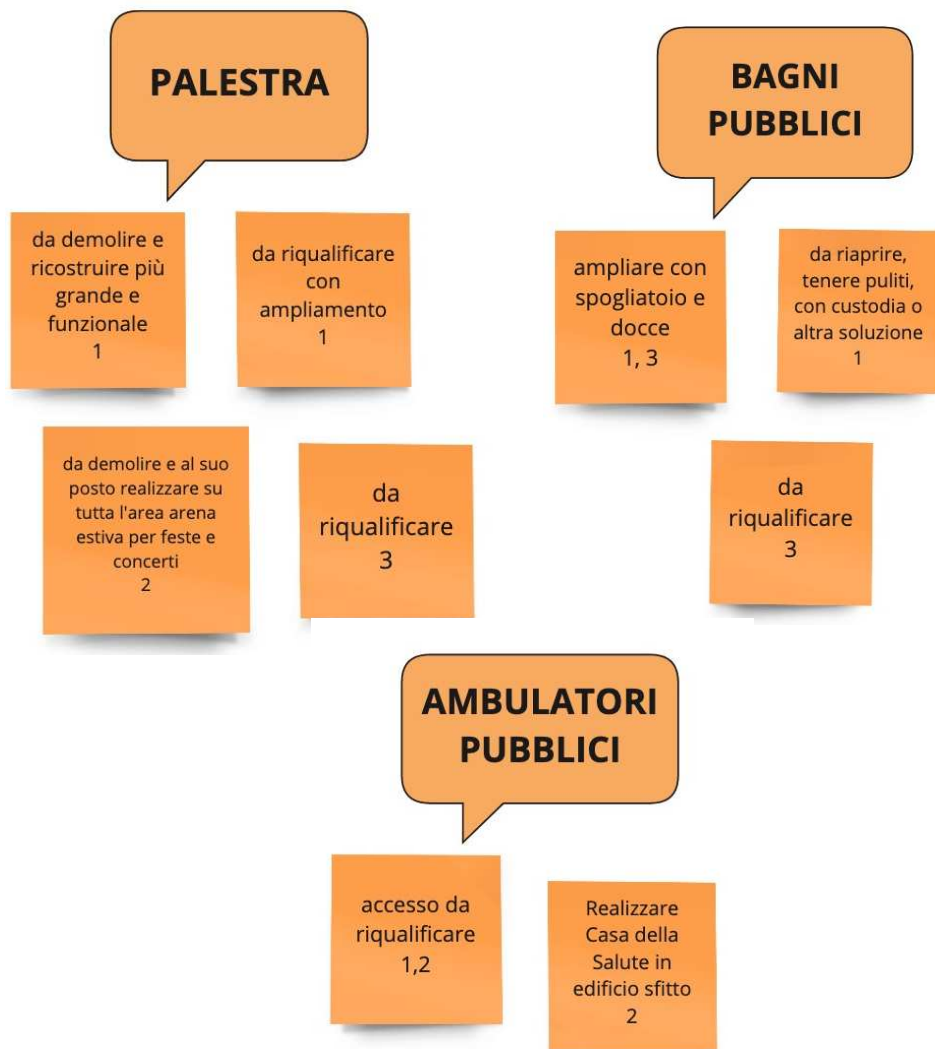 PALESTRA
da demolire e
ricostruire più
grande e
funzionale
1
da riqualificare
con
ampliamento
1
da demolire e al suo
posto realizzare su
tutta l'area arena
estiva per feste e
concerti
2
da
riqualificare
3
BAGNI
PUBBLICI
ampliare con
spogliatoio e
docce
1, 3
da riaprire,
tenere puliti,
con custodia o
altra soluzione
1
da
riqualificare
3
AMBULATORI
PUBBLICI
accesso da
riqualificare
1,2
Realizzare
Casa della
Salute in
edificio sfitto
2